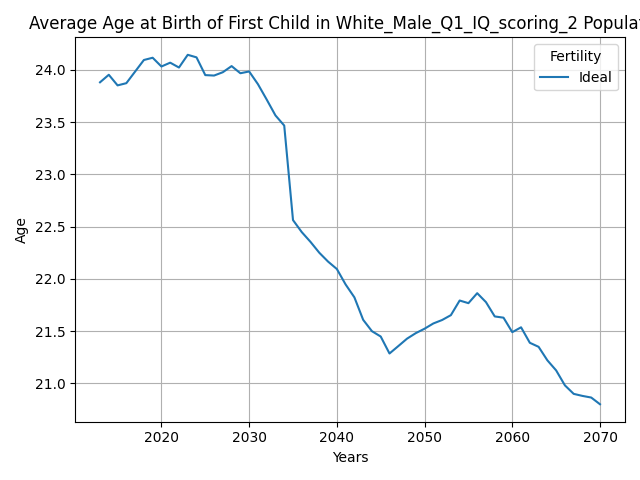 Average Age at Birth of First Child in White_Male_Q1_IQ_scoring_2 Populat
Fertility
Ideal
24.0
23.5
23.0
22.5
22.0
21.5
21.0
Age
2020 2030 2040 2050 2060 2070
Years